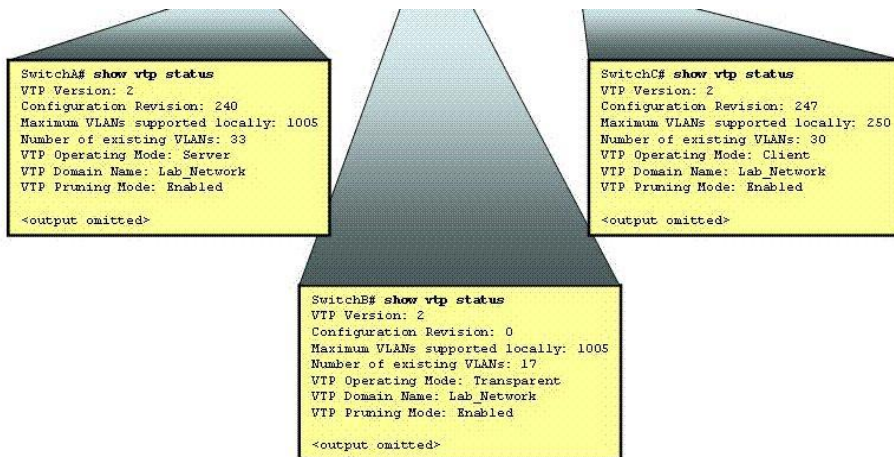 SwitchA# show vtp status
VTP Version: 2
Configuration Revision: 240
Maximum VLANs supported locally: 1005
Number of existing VLANs: 33
VTP Operating Mode: Server
VTP Domain Name: Lab_Network
VTP Pruning Mode: Enabled
<output omitted>
SwitchC# show vtp status
VTP Version: 2
Configuration Revision: 247
Maximum VLANs supported locally: 250
Number of existing VLANs: 30
VTP Operating Mode: Client
VTP Domain Name: Lab_Network
VTP Pruning Mode: Enabled
<output omitted>
SwitchB# show vtp status
VTP Version: 2
Configuration Revision: 0
Maximum VLANs supported locally: 1005
Number of existing VLANs: 17
VTP Operating Mode: Transparent
VTP Domain Name: Lab_Network
VTP Pruning Mode: Enabled
<output omitted>